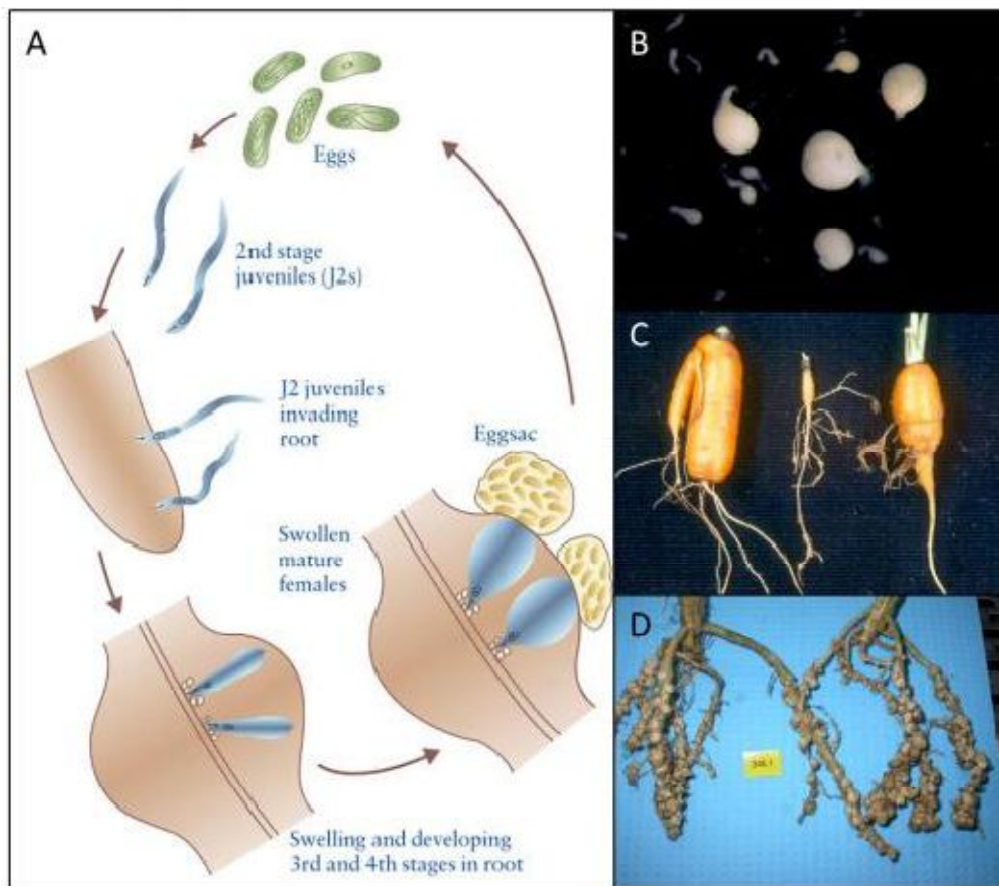 A
Eggs
2nd stage
juveniles (J2s)
J2 juveniles
invading
root
Eggsac
Swollen
mature
females
Swelling and developing
3rd and 4th stages in root
B
C
D